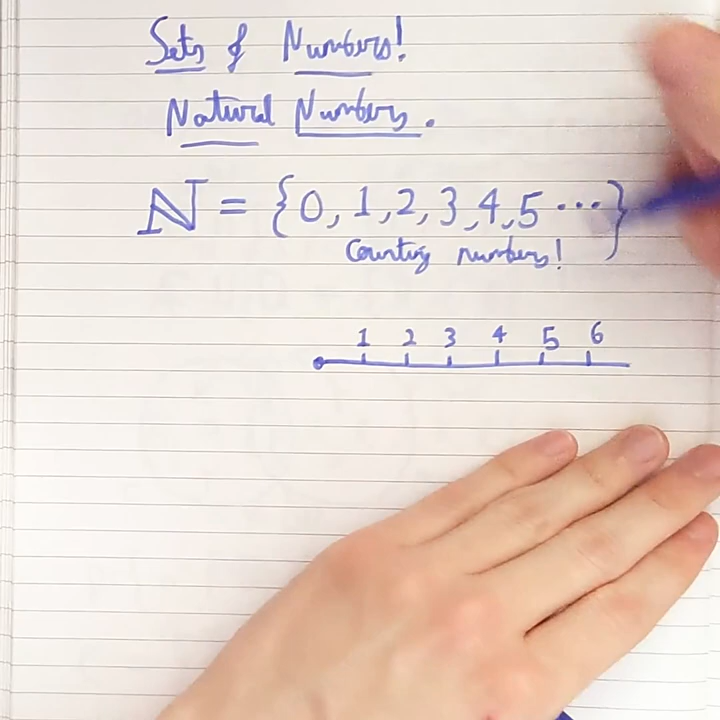 Sets of Numbers!
Natural Numbers.
ℕ = {0, 1, 2, 3, 4, 5 ...}
Counting numbers!
1 2 3 4 5 6